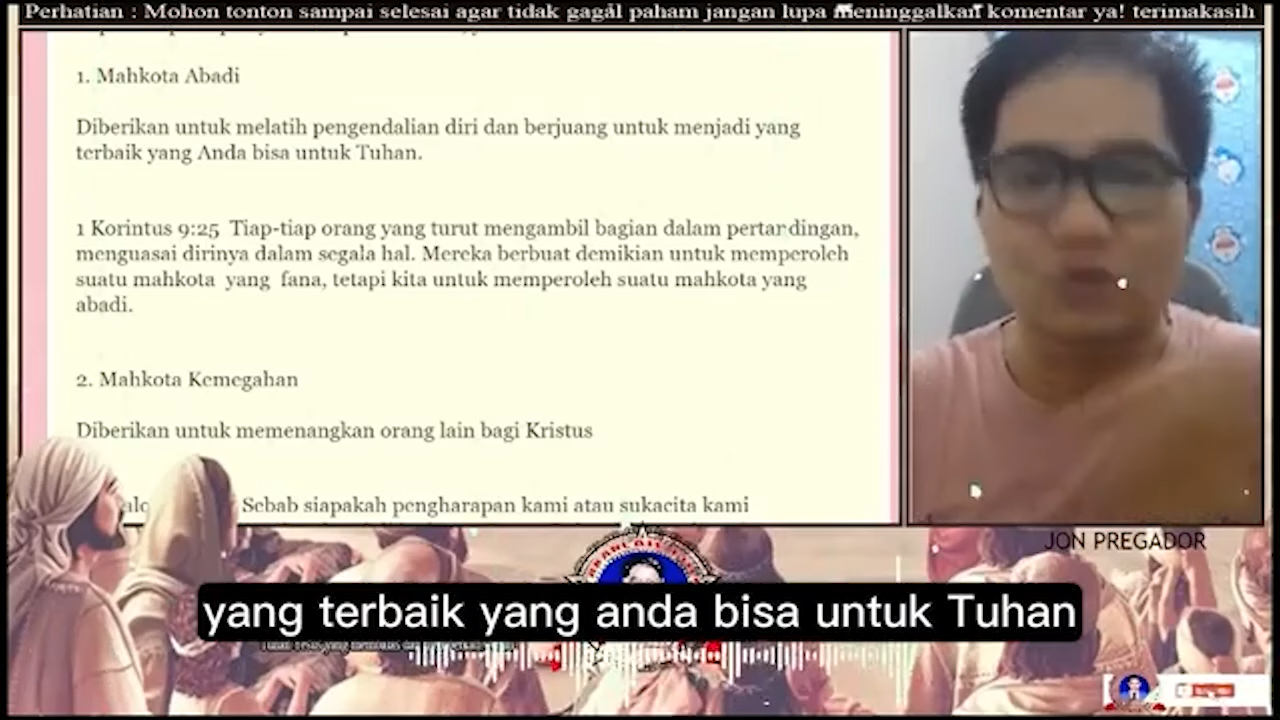 Perhatian : Mohon tonton sampai selesai agar tidak gagal paham jangan lupa meninggalkan komentar ya! terimakasih
1. Mahkota Abadi
Diberikan untuk melatih pengendalian diri dan berjuang untuk menjadi yang
terbaik yang Anda bisa untuk Tuhan.
1 Korintus 9:25 Tiap-tiap orang yang turut mengambil bagian dalam pertandingan,
menguasai dirinya dalam segala hal. Mereka berbuat demikian untuk memperoleh
suatu mahkota yang fana, tetapi kita untuk memperoleh suatu mahkota yang
abadi.
2. Mahkota Kemegahan
Diberikan untuk memenangkan orang lain bagi Kristus
Sebab siapakah pengharapan kami atau sukacita kami
JON PREGADOR
yang terbaik yang anda bisa untuk Tuhan